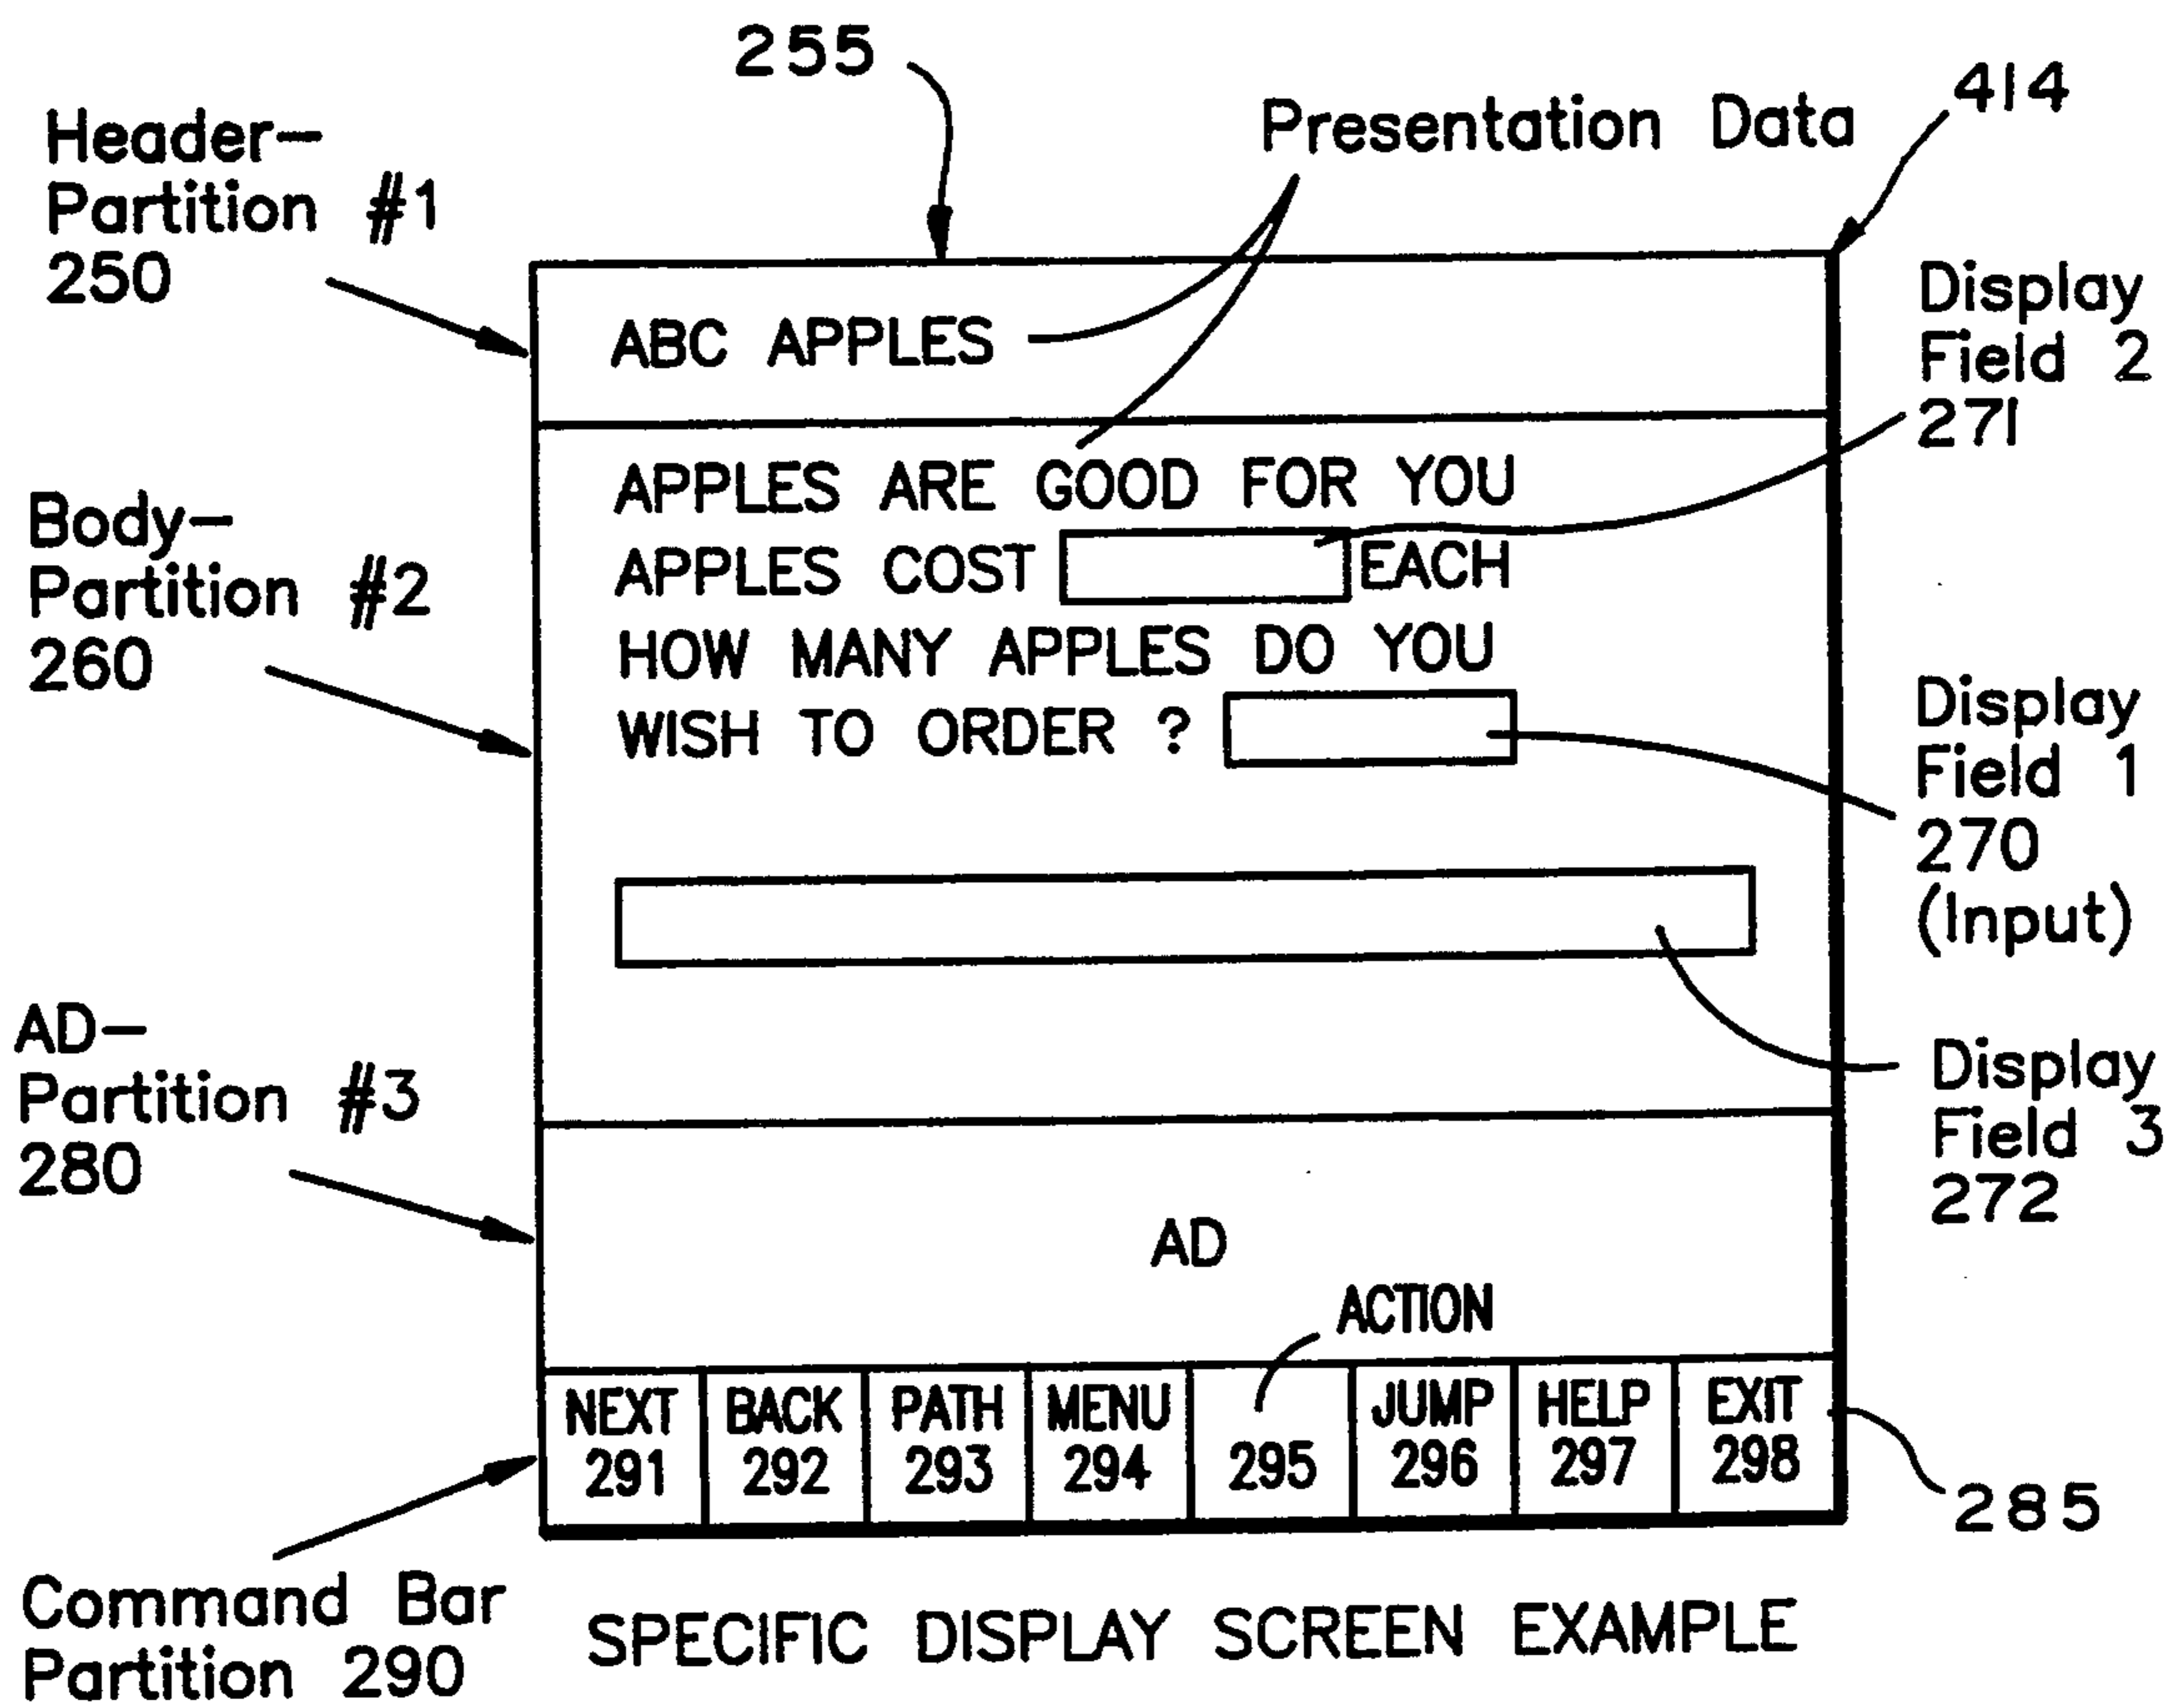 255
414
Presentation Data
Header-
Partition #1
250
Display
Field 2
271
ABC APPLES
APPLES ARE GOOD FOR YOU
APPLES COST EACH
HOW MANY APPLES DO YOU
WISH TO ORDER ?
Body-
Partition #2
260
Display
Field 1
270
(Input)
AD-
Partition #3
280
Display
Field 3
272
AD
ACTION
NEXT BACK PATH MENU JUMP HELP EXIT
291 292 293 294 295 296 297 298
285
Command Bar
Partition 290
SPECIFIC DISPLAY SCREEN EXAMPLE